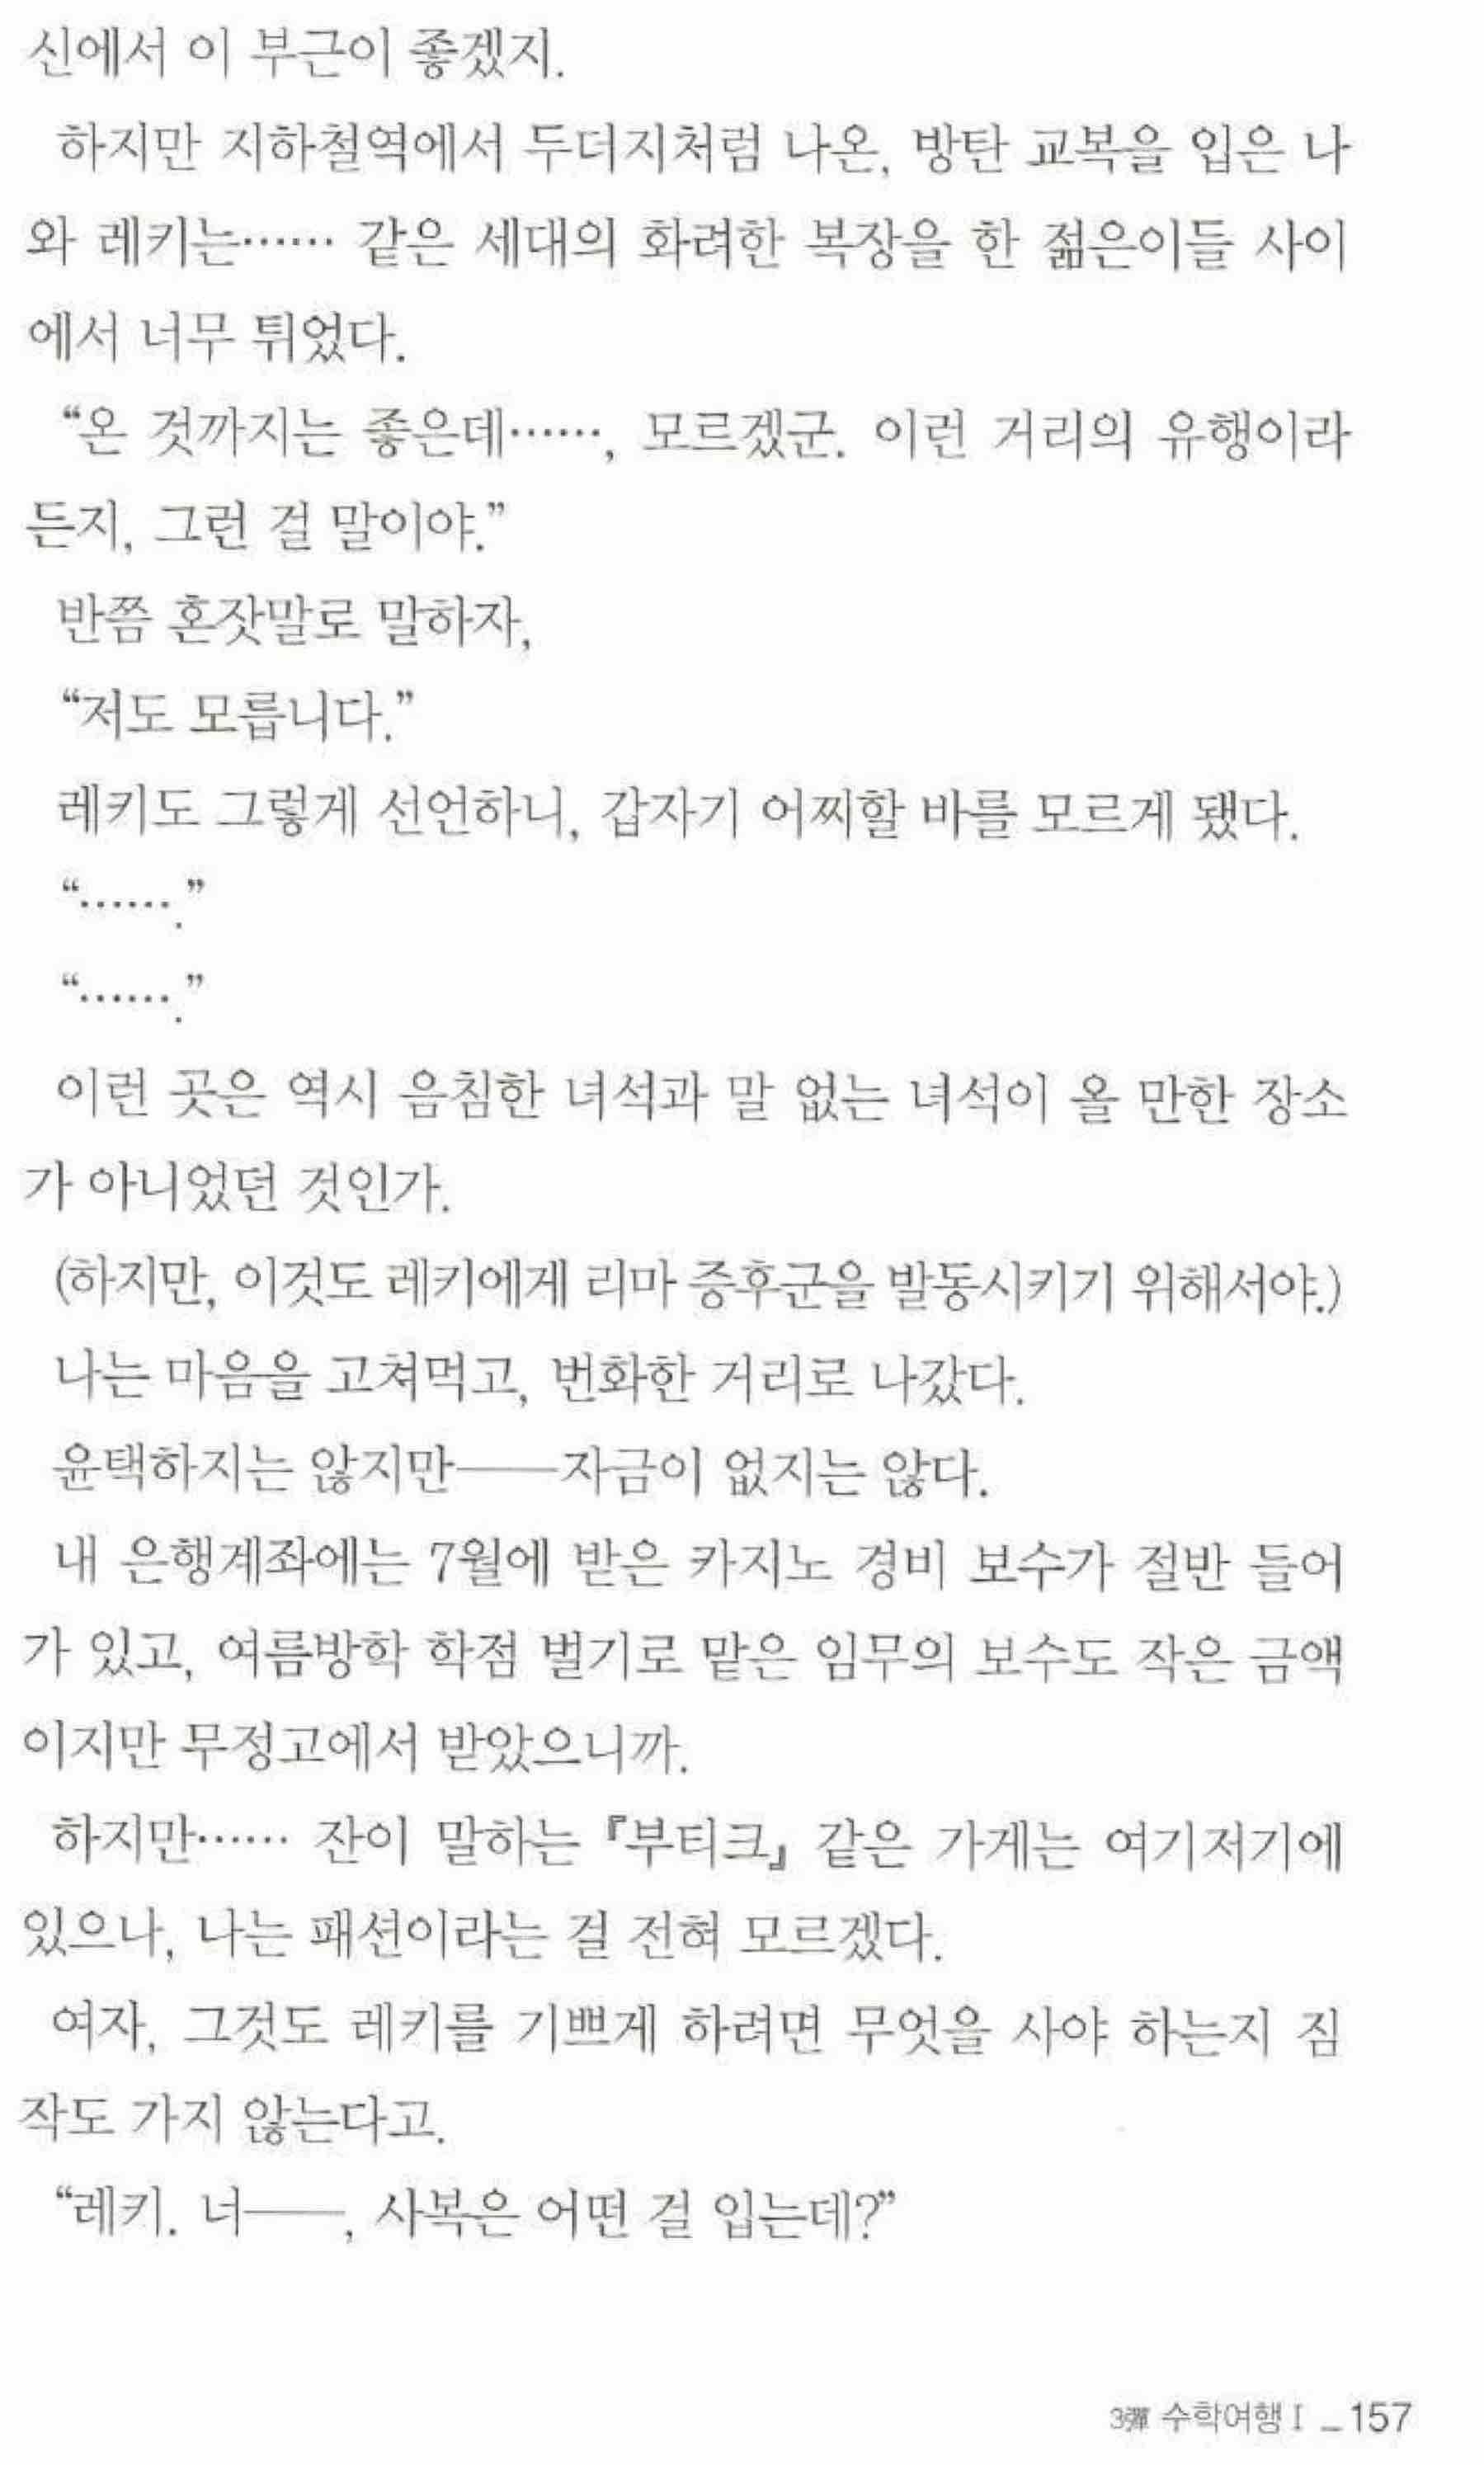 신에서 이 부근이 좋겠지.
하지만 지하철역에서 두더지처럼 나온, 방탄 교복을 입은 나
와 레키는…… 같은 세대의 화려한 복장을 한 젊은이들 사이
에서 너무 튀었다.
“온 것까지는 좋은데……, 모르겠군. 이런 거리의 유행이라
든지, 그런 걸 말이야.”
반쯤 혼잣말로 말하자,
“저도 모릅니다.”
레키도 그렇게 선언하니, 갑자기 어찌할 바를 모르게 됐다.
“…….”
“…….”
이런 곳은 역시 음침한 녀석과 말 없는 녀석이 올 만한 장소
가 아니었던 것인가.
(하지만, 이것도 레키에게 리마 증후군을 발동시키기 위해서야.)
나는 마음을 고쳐먹고, 번화한 거리로 나갔다.
윤택하지는 않지만――자금이 없지는 않다.
내 은행계좌에는 7월에 받은 카지노 경비 보수가 절반 들어
가 있고, 여름방학 학점 벌기로 맡은 임무의 보수도 작은 금액
이지만 무정고에서 받았으니까.
하지만…… 잔이 말하는 『부티크』 같은 가게는 여기저기에
있으나, 나는 패션이라는 걸 전혀 모르겠다.
여자, 그것도 레키를 기쁘게 하려면 무엇을 사야 하는지 짐
작도 가지 않는다고.
“레키. 너――, 사복은 어떤 걸 입는데?”
3彈 수학여행 I _ 157